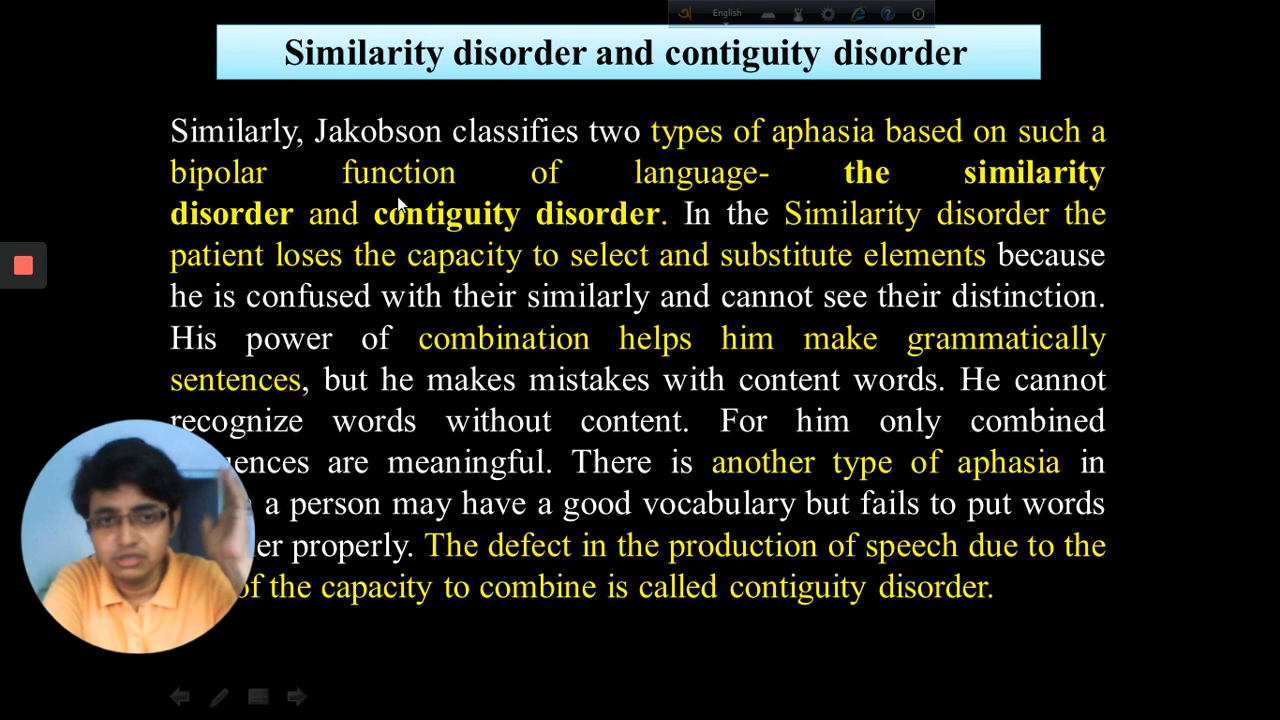 English
Similarity disorder and contiguity disorder
Similarly, Jakobson classifies two types of aphasia based on such a
bipolar function of language- the similarity
disorder and contiguity disorder. In the Similarity disorder the
patient loses the capacity to select and substitute elements because
he is confused with their similarly and cannot see their distinction.
His power of combination helps him make grammatically
sentences, but he makes mistakes with content words. He cannot
recognize words without content. For him only combined
are meaningful. There is another type of aphasia in
a person may have a good vocabulary but fails to put words
properly. The defect in the production of speech due to the
of the capacity to combine is called contiguity disorder.